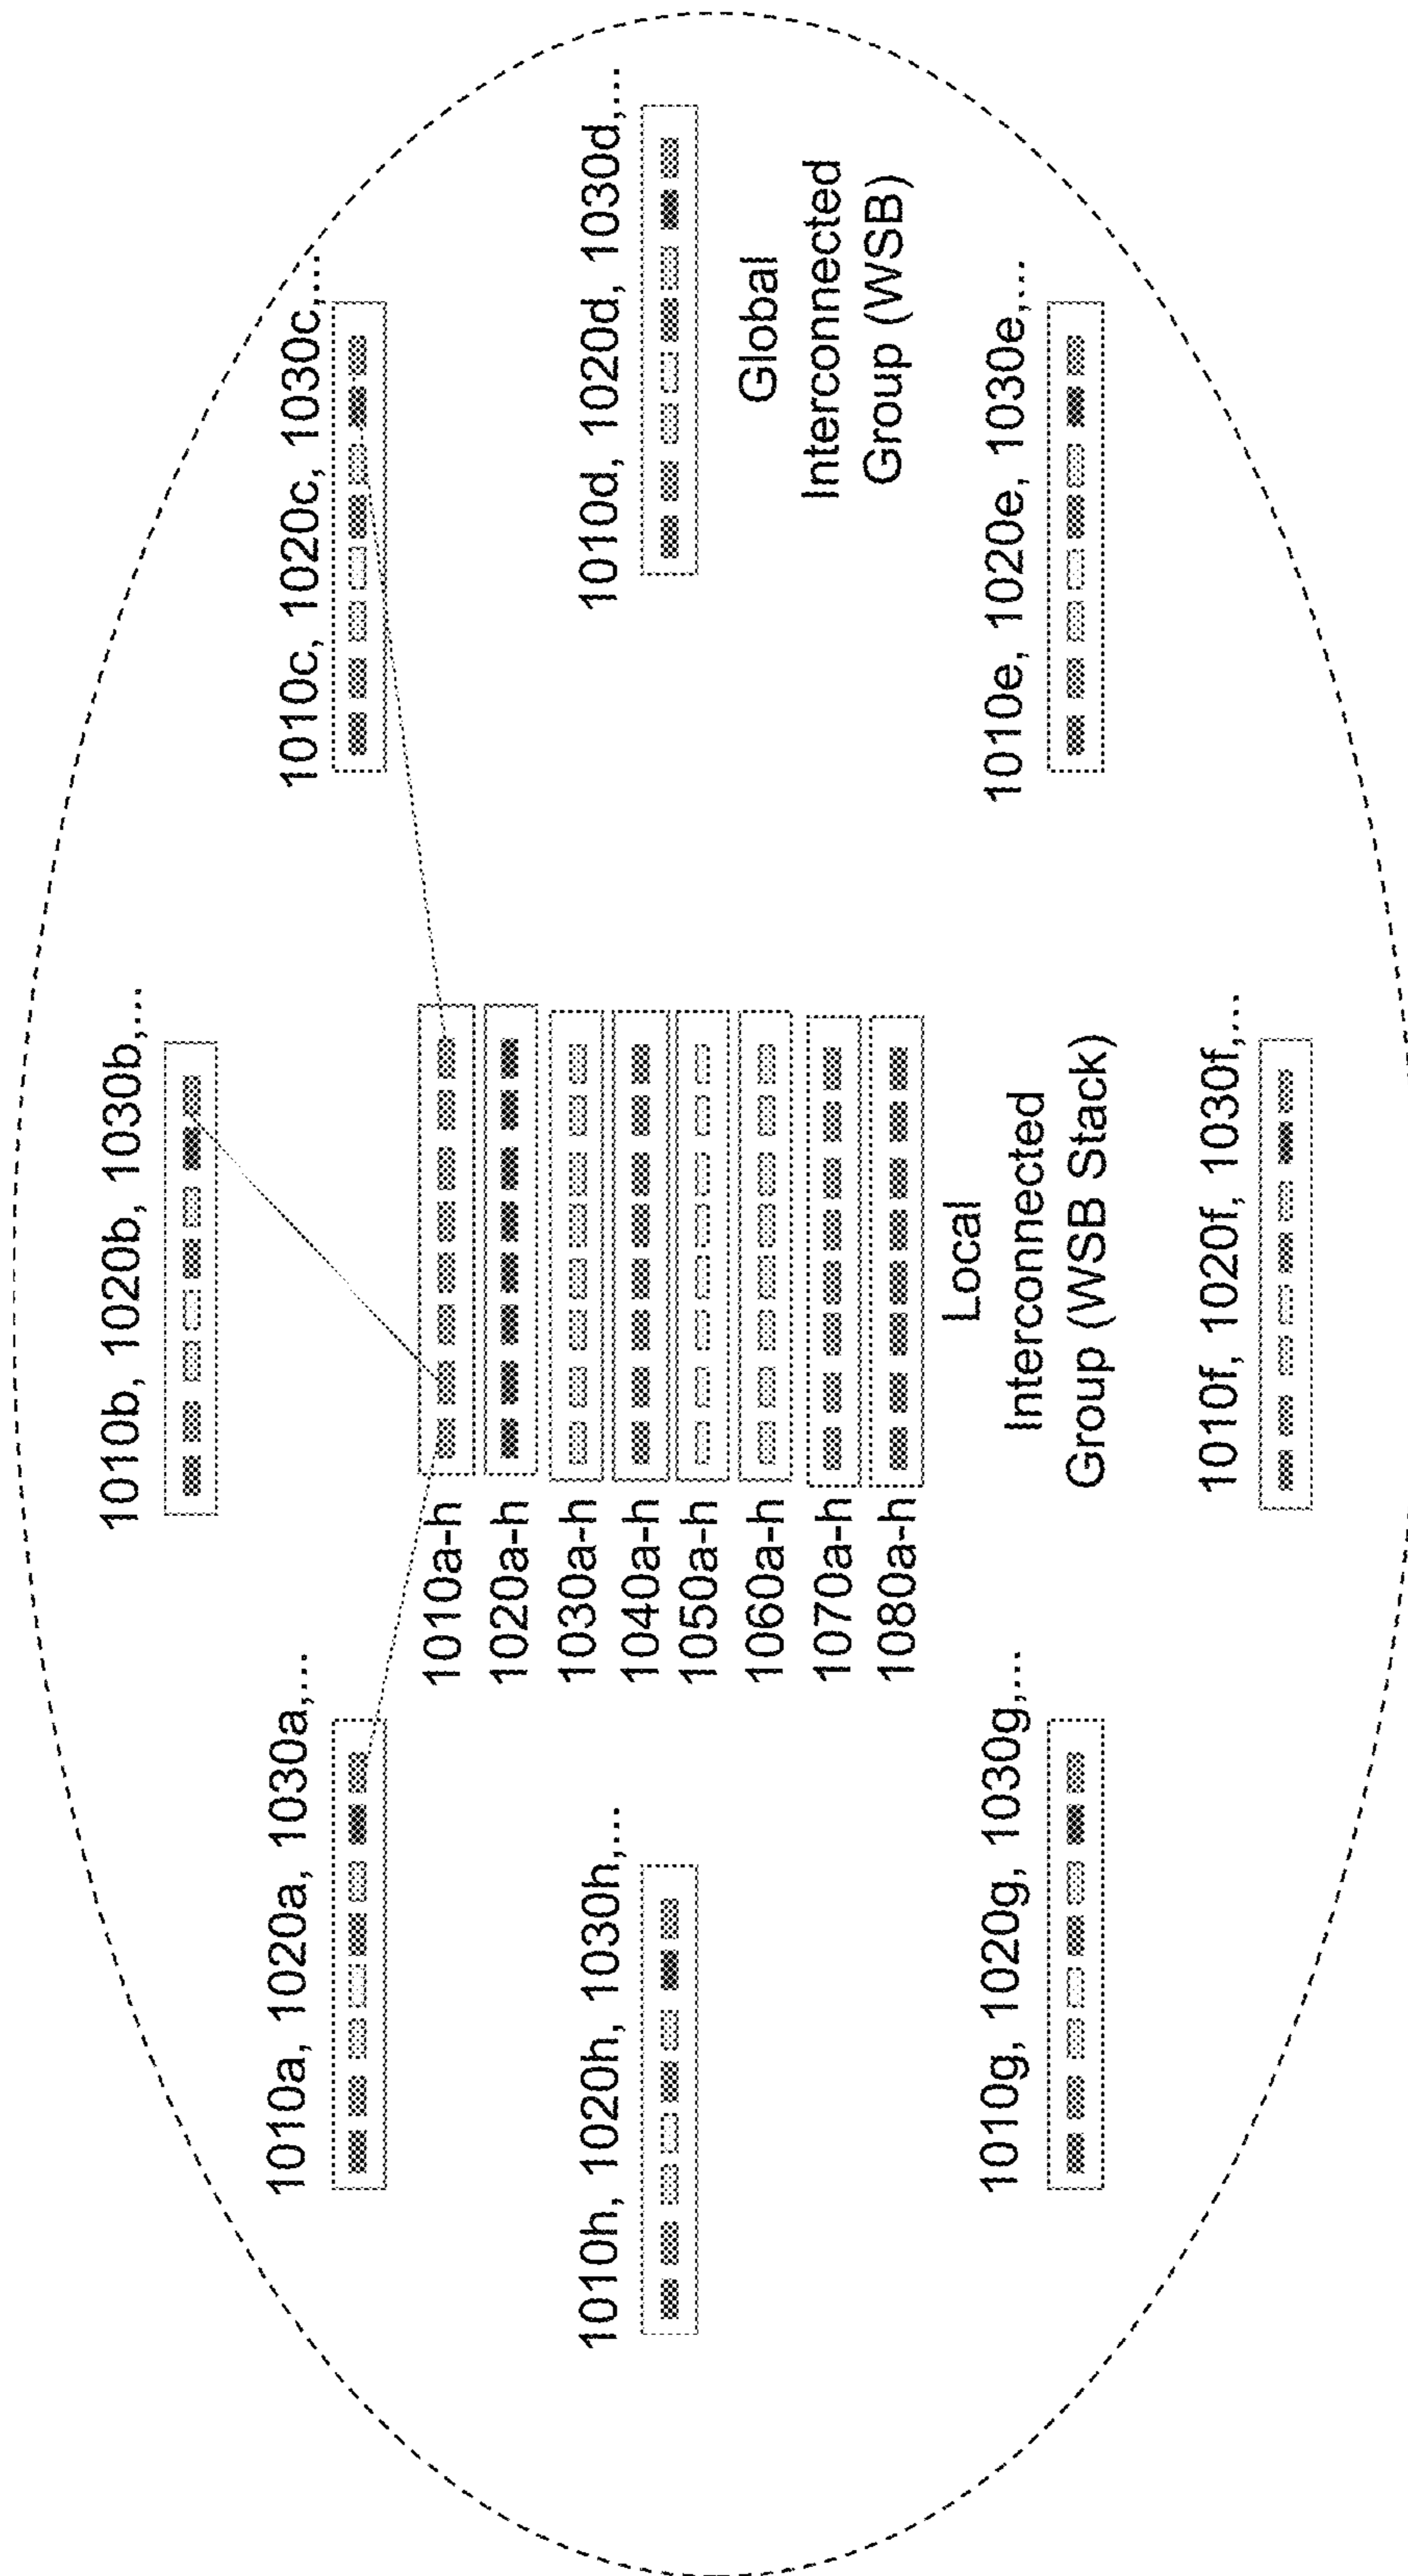 1010b, 1020b, 1030b,...
1010a, 1020a, 1030a,...
1010c, 1020c, 1030c,...
1010h, 1020h, 1030h,...
1010d, 1020d, 1030d,...
1010a-h
1020a-h
1030a-h
1040a-h
1050a-h
1060a-h
1070a-h
1080a-h
Global
Interconnected
Group (WSB)
Local
Interconnected
Group (WSB Stack)
1010g, 1020g, 1030g,...
1010e, 1020e, 1030e,...
1010f, 1020f, 1030f,...